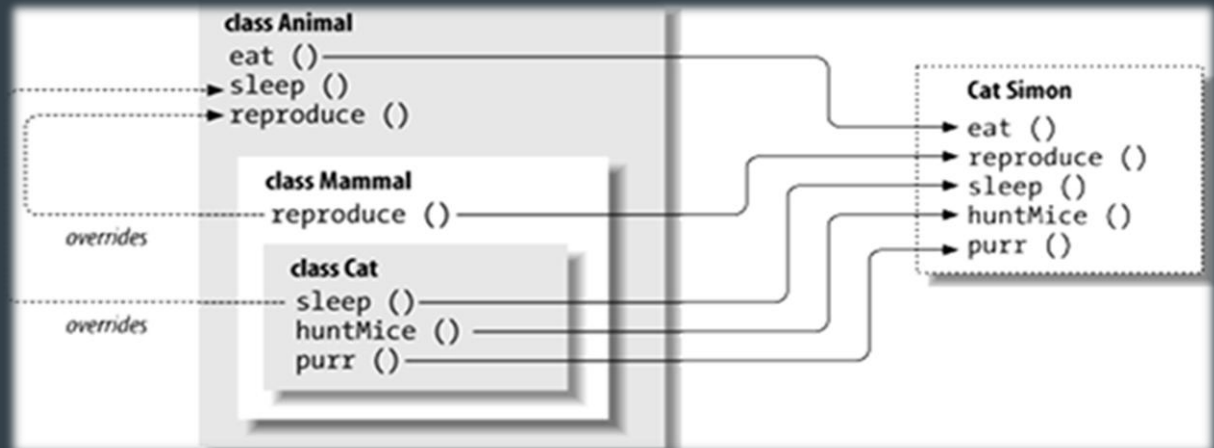 class Animal
eat ()
sleep ()
reproduce ()
class Mammal
reproduce ()
overrides
class Cat
sleep ()
overrides
huntMice ()
purr ()
Cat Simon
eat ()
reproduce ()
sleep ()
huntMice ()
purr ()